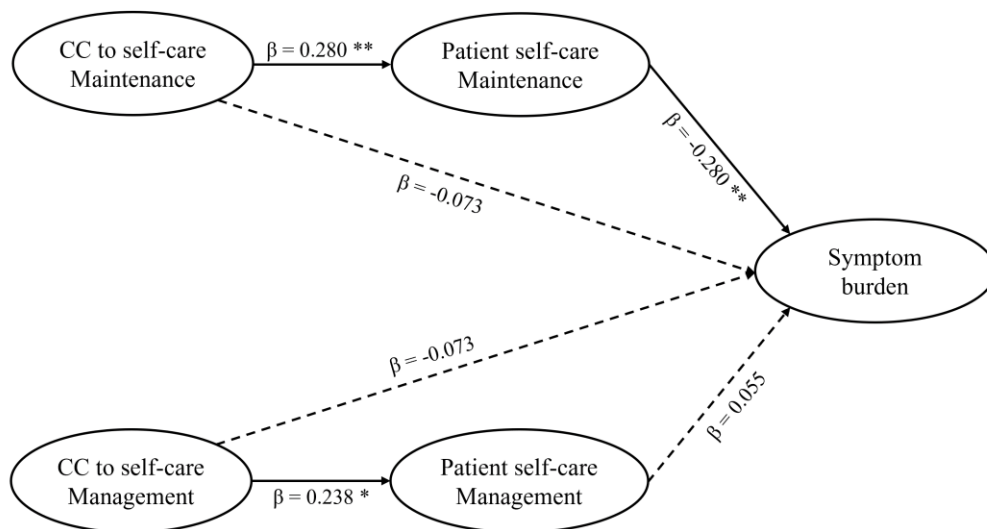 CC to self-care
Maintenance
β = 0.280 **
Patient self-care
Maintenance
β = -0.280 **
β = -0.073
Symptom
burden
β = -0.073
β = 0.055
CC to self-care
Management
β = 0.238 *
Patient self-care
Management